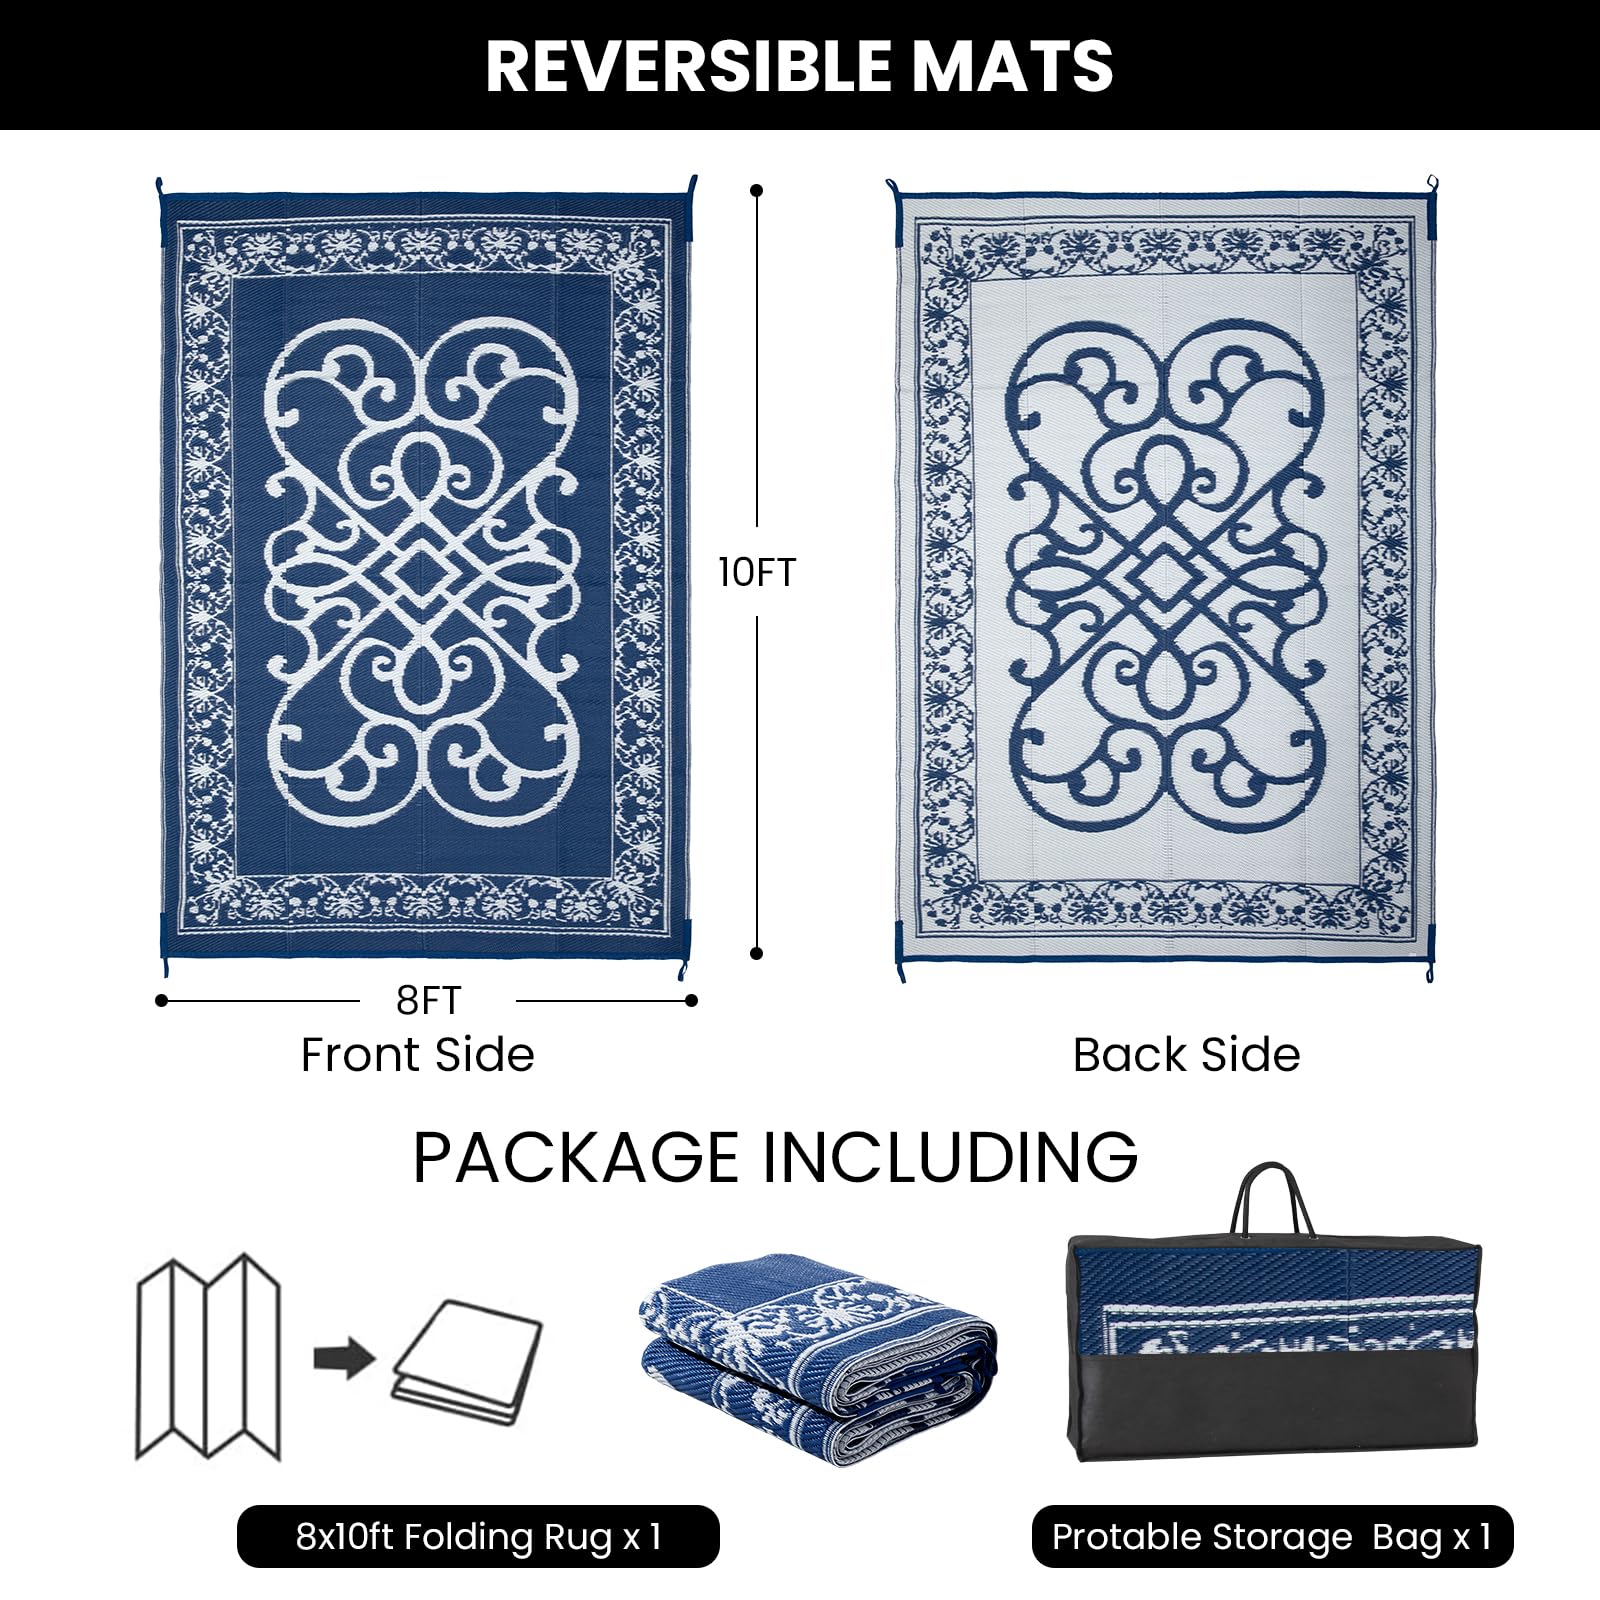 REVERSIBLE MATS
10FT
8FT
Front Side
Back Side
PACKAGE INCLUDING
8x10ft Folding Rug x 1
Protable Storage Bag x 1